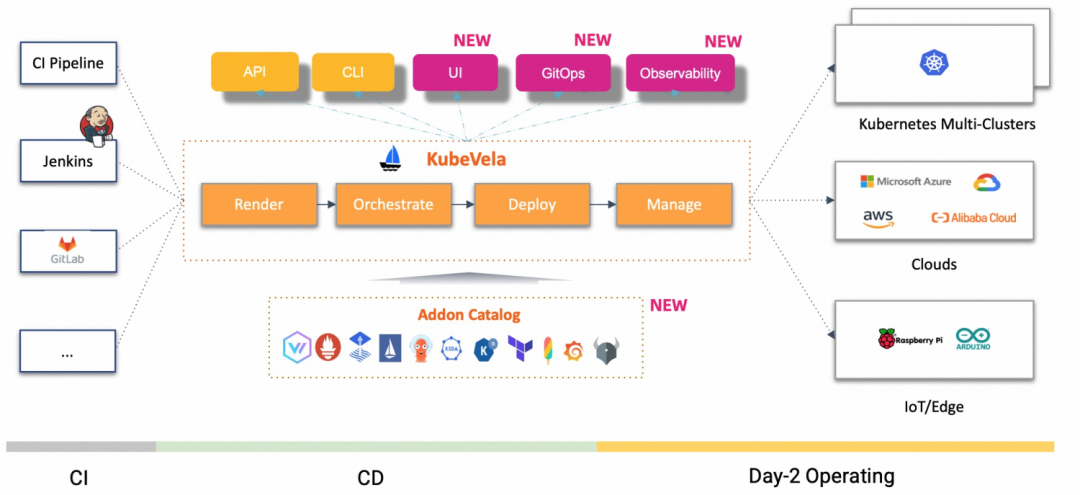 NEW
NEW
NEW
API
CLI
UI
GitOps
Observability
CI Pipeline
Jenkins
GitLab
...
KubeVela
Render
Orchestrate
Deploy
Manage
NEW
Addon Catalog
KEDA
K
Kubernetes Multi-Clusters
Microsoft Azure
aws
Alibaba Cloud
Clouds
Raspberry Pi
ARDUINO
IoT/Edge
CI
CD
Day-2 Operating